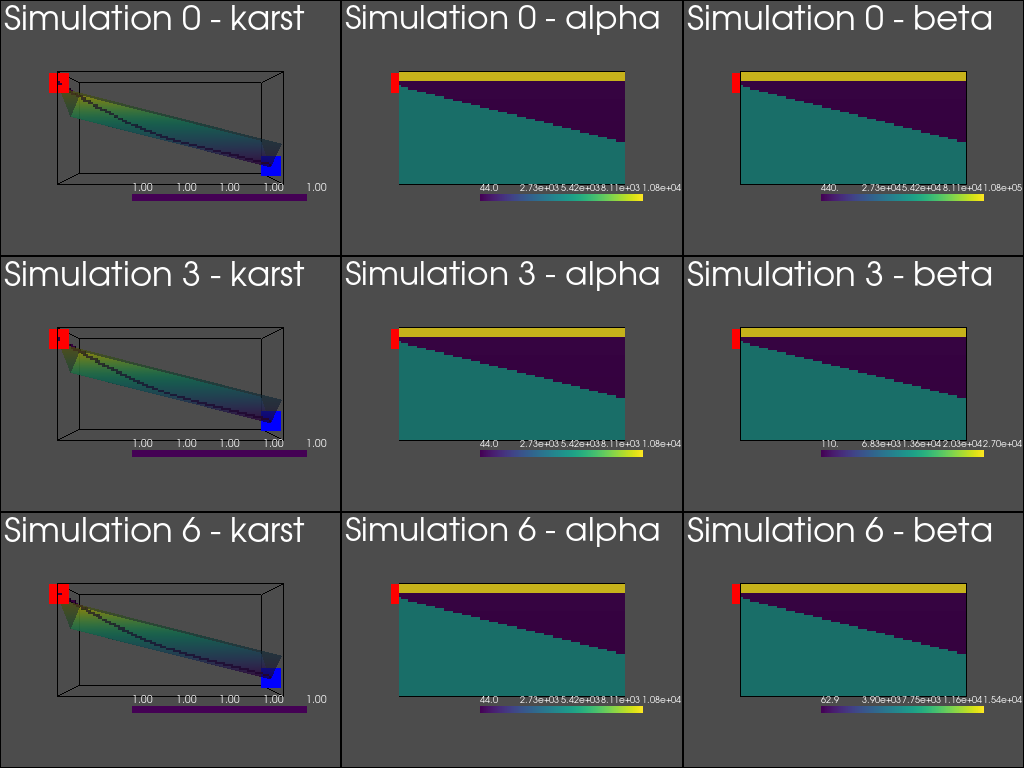 Simulation 0 - karst
1.00 1.00 1.00 1.00 1.00
Simulation 0 - alpha
44.0 2.73e+03 5.42e+03 8.11e+03 1.08e+04
Simulation 0 - beta
440. 2.73e+04 5.42e+04 8.11e+04 1.08e+05
Simulation 3 - karst
1.00 1.00 1.00 1.00 1.00
Simulation 3 - alpha
44.0 2.73e+03 5.42e+03 8.11e+03 1.08e+04
Simulation 3 - beta
110. 6.83e+03 1.36e+04 2.03e+04 2.70e+04
Simulation 6 - karst
1.00 1.00 1.00 1.00 1.00
Simulation 6 - alpha
44.0 2.73e+03 5.42e+03 8.11e+03 1.08e+04
Simulation 6 - beta
62.9 3.90e+03 7.75e+03 1.16e+04 1.54e+04